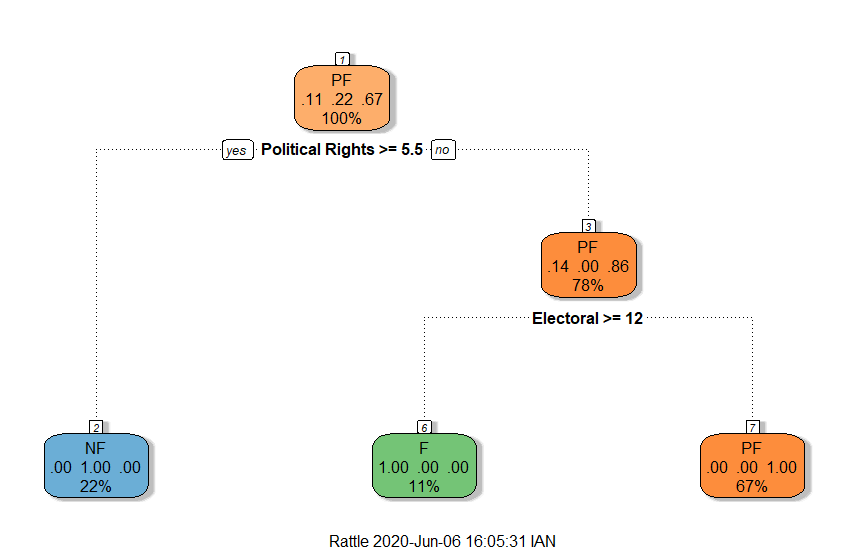 1
PF
.11 .22 .67
100%
yes Political Rights >= 5.5 no
3
PF
.14 .00 .86
78%
Electoral >= 12
2
NF
.00 1.00 .00
22%
6
F
1.00 .00 .00
11%
7
PF
.00 .00 1.00
67%
Rattle 2020-Jun-06 16:05:31 IAN